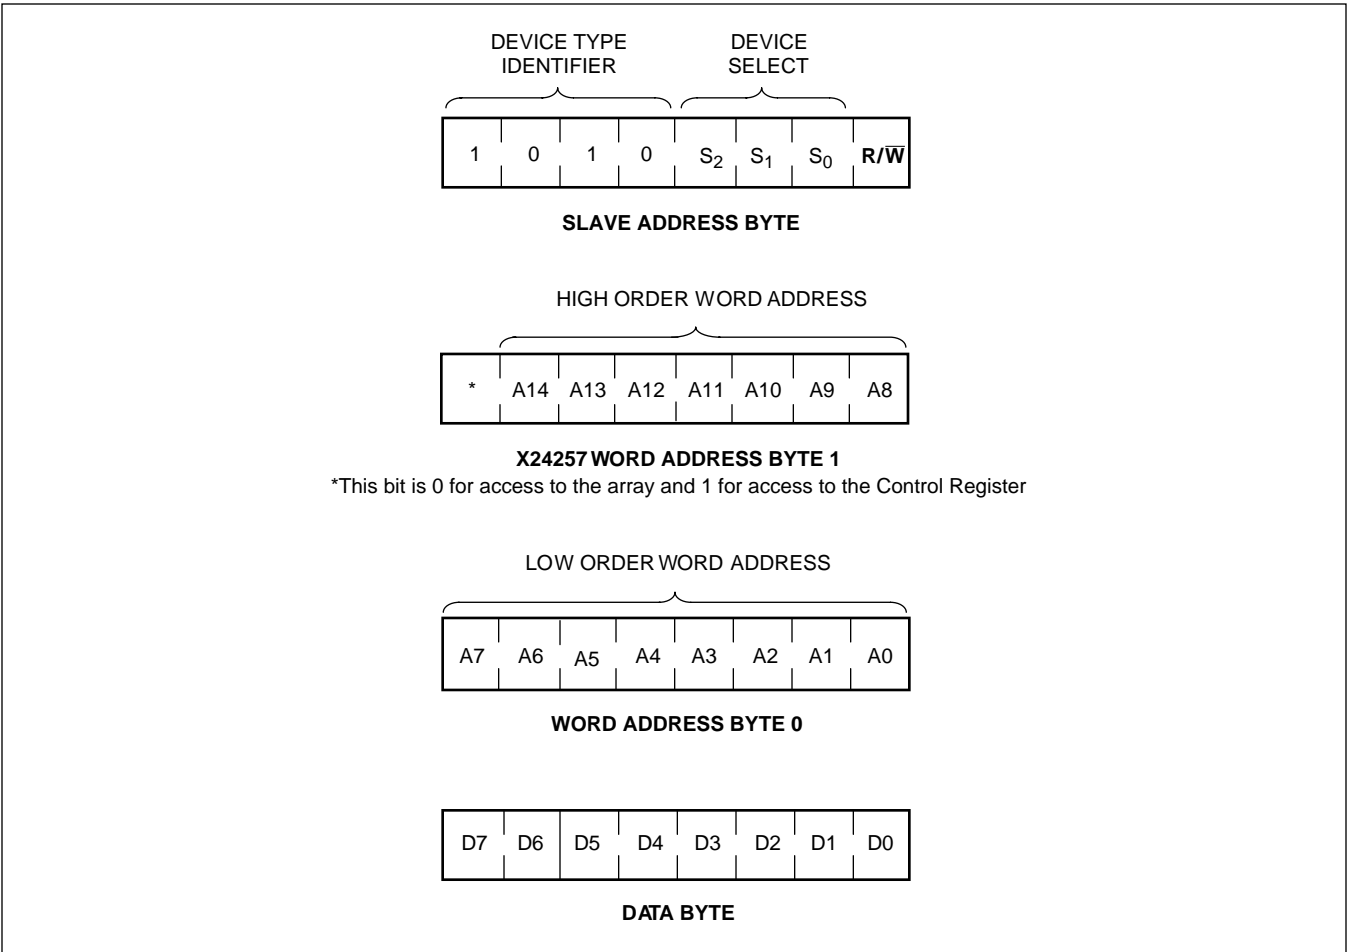 DEVICE TYPE IDENTIFIER
DEVICE SELECT
1 0 1 0 S2 S1 S0 R/W̅
SLAVE ADDRESS BYTE
HIGH ORDER WORD ADDRESS
* A14 A13 A12 A11 A10 A9 A8
X24257 WORD ADDRESS BYTE 1
*This bit is 0 for access to the array and 1 for access to the Control Register
LOW ORDER WORD ADDRESS
A7 A6 A5 A4 A3 A2 A1 A0
WORD ADDRESS BYTE 0
D7 D6 D5 D4 D3 D2 D1 D0
DATA BYTE